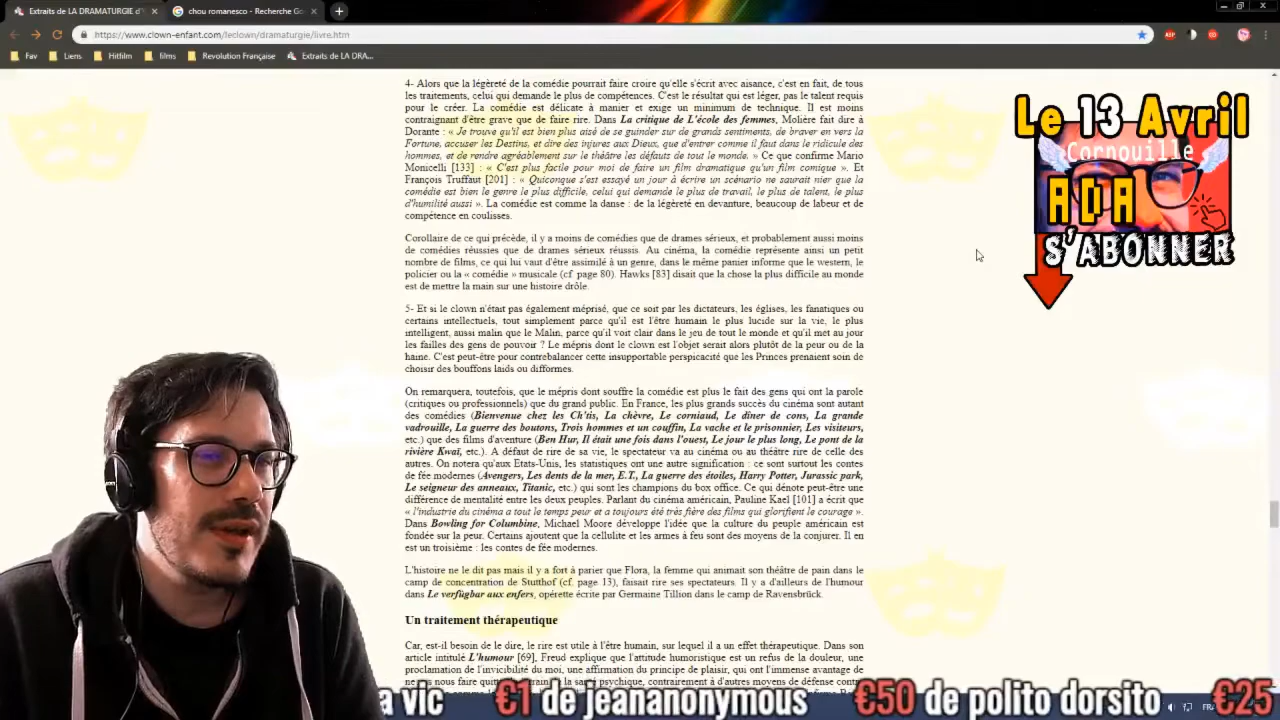 Extraits de LA DRAMATURGIE d'
chou romanesco - Recherche Go
https://www.clown-enfant.com/leclown/dramaturgie/livre.htm
Fav
Liens
Hitfilm
films
Revolution Française
Extraits de LA DRA...
4- Alors que la légèreté de la comédie pourrait faire croire qu'elle s'écrit avec aisance, c'est en fait, de tous
les traitements, celui qui demande le plus de compétences. C'est le résultat qui est léger, pas le talent requis
pour le créer. La comédie est délicate à manier et exige un minimum de technique. Il est moins
contraignant d'être grave que de faire rire. Dans La critique de L'école des femmes, Molière fait dire à
Dorante : « Je trouve qu'il est bien plus aisé de se guinder sur de grands sentiments, de braver en vers la
Fortune, accuser les Destins, et dire des injures aux Dieux, que d'entrer comme il faut dans le ridicule des
hommes, et de rendre agréablement sur le théâtre les défauts de tout le monde. » Ce que confirme Mario
Monicelli [133] : « C'est plus facile pour moi de faire un film dramatique qu'un film comique ». Et
François Truffaut [201] : « Quiconque s'est essayé un jour à écrire un scénario ne saurait nier que la
comédie est bien le genre le plus difficile, celui qui demande le plus de travail, le plus de talent, le plus
d'humilité aussi ». La comédie est comme la danse : de la légèreté en devanture, beaucoup de labeur et de
compétence en coulisses.
Corollaire de ce qui précède, il y a moins de comédies que de drames sérieux, et probablement aussi moins
de comédies réussies que de drames sérieux réussis. Au cinéma, la comédie représente ainsi un petit
nombre de films, ce qui lui vaut d'être assimilé à un genre, dans le même panier informe que le western, le
policier ou la « comédie » musicale (cf page 80). Hawks [83] disait que la chose la plus difficile au monde
est de mettre la main sur une histoire drôle.
5- Et si le clown n'était pas également méprisé, que ce soit par les dictateurs, les églises, les fanatiques ou
certains intellectuels, tout simplement parce qu'il est l'être humain le plus lucide sur la vie, le plus
intelligent, aussi malin que le Malin, parce qu'il voit clair dans le jeu de tout le monde et qu'il met au jour
les failles des gens de pouvoir ? Le mépris dont le clown est l'objet serait alors plutôt de la peur ou de la
haine. C'est peut-être pour contrebalancer cette insupportable perspicacité que les Princes prenaient soin de
choisir des bouffons laids ou difformes.
On remarquera, toutefois, que le mépris dont souffre la comédie est plus le fait des gens qui ont la parole
(critiques ou professionnels) que du grand public. En France, les plus grands succès du cinéma sont autant
des comédies (Bienvenue chez les Ch'tis, La chèvre, Le corniaud, Le dîner de cons, La grande
vadrouille, La guerre des boutons, Trois hommes et un couffin, La vache et le prisonnier, Les visiteurs,
etc.) que des films d'aventure (Ben Hur, Il était une fois dans l'ouest, Le jour le plus long, Le pont de la
rivière Kwaï, etc.). A défaut de rire de sa vie, le spectateur va au cinéma ou au théâtre rire de celle des
autres. On notera qu'aux Etats-Unis, les statistiques ont une autre signification : ce sont surtout les contes
de fée modernes (Avengers, Les dents de la mer, E.T., La guerre des étoiles, Harry Potter, Jurassic park,
Le seigneur des anneaux, Titanic, etc.) qui sont les champions du box office. Ce qui dénote peut-être une
différence de mentalité entre les deux peuples. Parlant du cinéma américain, Pauline Kael [101] a écrit que
« l'industrie du cinéma a tout le temps peur et a toujours été très fière des films qui glorifient le courage ».
Dans Bowling for Columbine, Michael Moore développe l'idée que la culture du peuple américain est
fondée sur la peur. Certains ajoutent que la cellulite et les armes à feu sont des moyens de la conjurer. Il en
est un troisième : les contes de fée modernes.
L'histoire ne le dit pas mais il y a fort à parier que Flora, la femme qui animait son théâtre de pain dans le
camp de concentration de Stutthof (cf. page 13), faisait rire ses spectateurs. Il y a d'ailleurs de l'humour
dans Le verfügbar aux enfers, opérette écrite par Germaine Tillion dans le camp de Ravensbrück.
Un traitement thérapeutique
Car, est-il besoin de le dire, le rire est utile à l'être humain, sur lequel il a un effet thérapeutique. Dans son
article intitulé L'humour [69], Freud explique que l'attitude humoristique est un refus de la douleur, une
proclamation de l'invincibilité du moi, une affirmation du principe de plaisir, qui ont l'immense avantage de
Le 13 Avril
Cornouille
ADA
S'ABONNER
a vic €1 de jeananonymous €50 de polito dorsito €25